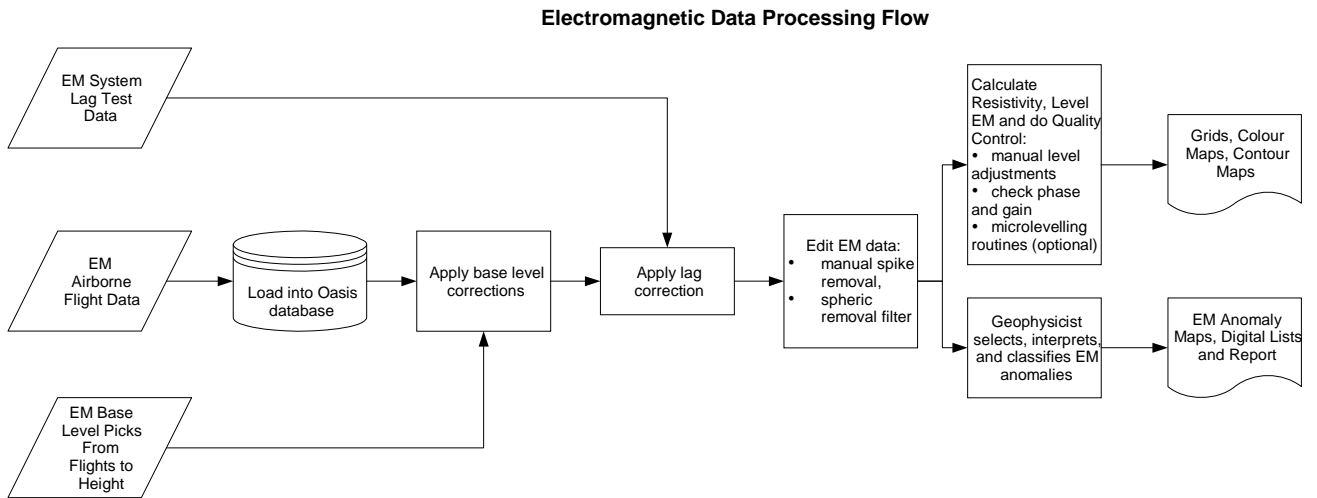 Electromagnetic Data Processing Flow
EM System
Lag Test
Data
EM
Airborne
Flight Data
EM Base
Level Picks
From
Flights to
Height
Load into Oasis
database
Apply base level
corrections
Apply lag
correction
Edit EM data:
• manual spike
removal,
• spheric
removal filter
Calculate
Resistivity, Level
EM and do Quality
Control:
• manual level
adjustments
• check phase
and gain
• microlevelling
routines (optional)
Grids, Colour
Maps, Contour
Maps
Geophysicist
selects, interprets,
and classifies EM
anomalies
EM Anomaly
Maps, Digital Lists
and Report